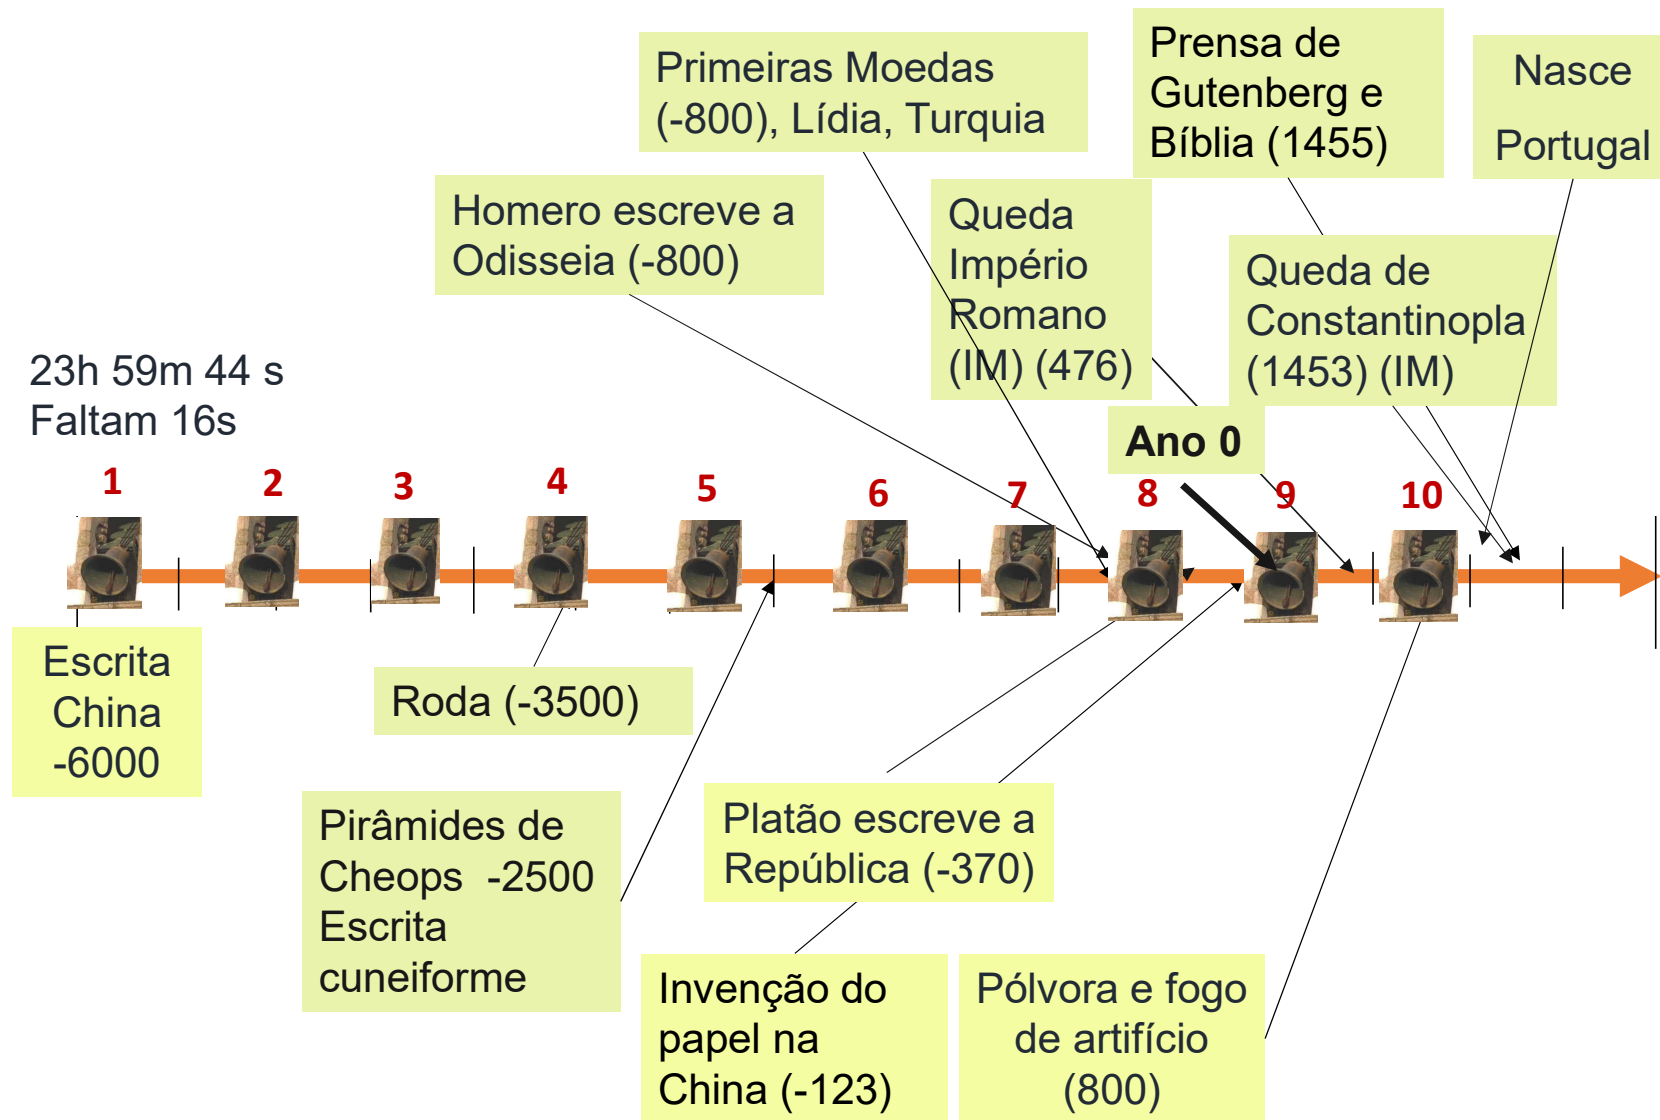 Primeiras Moedas
(-800), Lídia, Turquia
Prensa de
Gutenberg e
Bíblia (1455)
Nasce
Portugal
Homero escreve a
Odisseia (-800)
Queda
Império
Romano
(IM) (476)
Queda de
Constantinopla
(1453) (IM)
23h 59m 44 s
Faltam 16s
Ano 0
1
2
3
4
5
6
7
8
9
10
Escrita
China
-6000
Roda (-3500)
Pirâmides de
Cheops -2500
Escrita
cuneiforme
Platão escreve a
República (-370)
Invenção do
papel na
China (-123)
Pólvora e fogo
de artifício
(800)